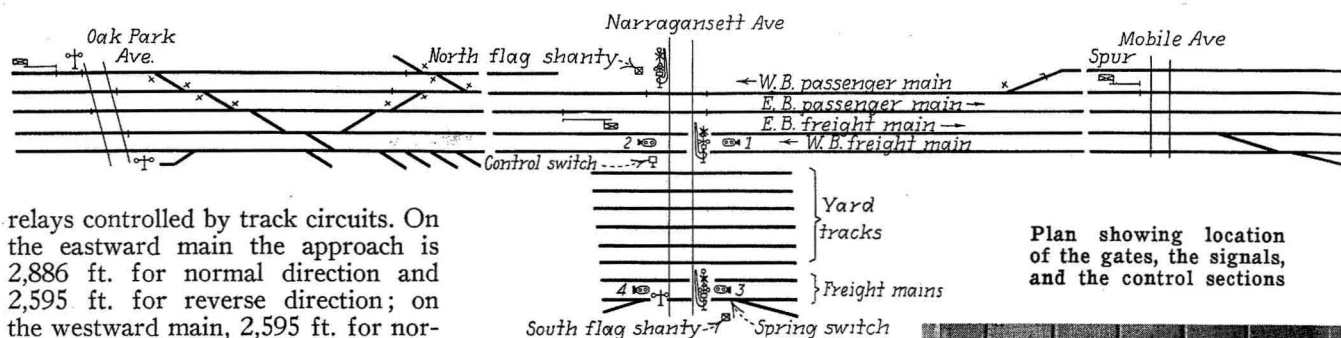 Oak Park
Ave.
North flag shanty
Narragansett Ave
Mobile Ave
Spur
W.B. passenger main
E.B. passenger main
E.B. freight main
W.B. freight main
2
1
Control switch
Yard
tracks
4
3
Freight mains
South flag shanty
Spring switch
Plan showing location
of the gates, the signals,
and the control sections
relays controlled by track circuits. On
the eastward main the approach is
2,886 ft. for normal direction and
2,595 ft. for reverse direction; on
the westward main, 2,595 ft. for nor-